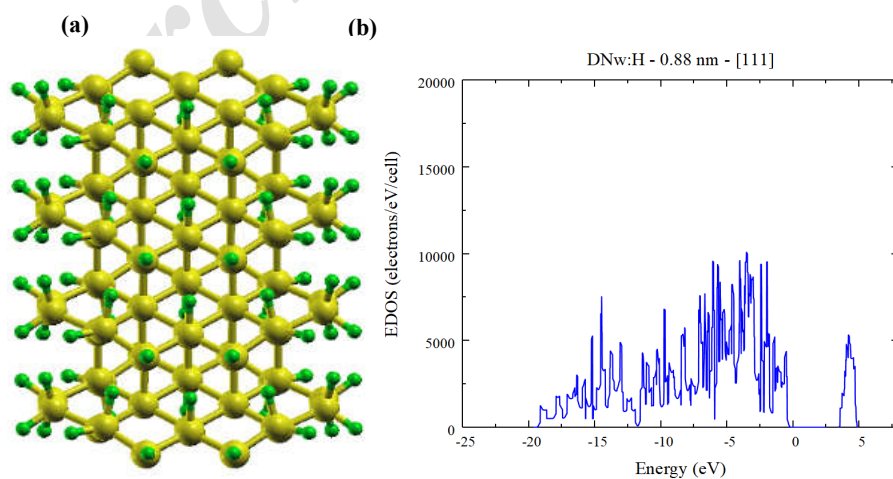 (a)
(b)
DNw:H - 0.88 nm - [111]
EDOS (electrons/eV/cell)
20000
15000
10000
5000
0
-25
-20
-15
-10
-5
0
5
Energy (eV)